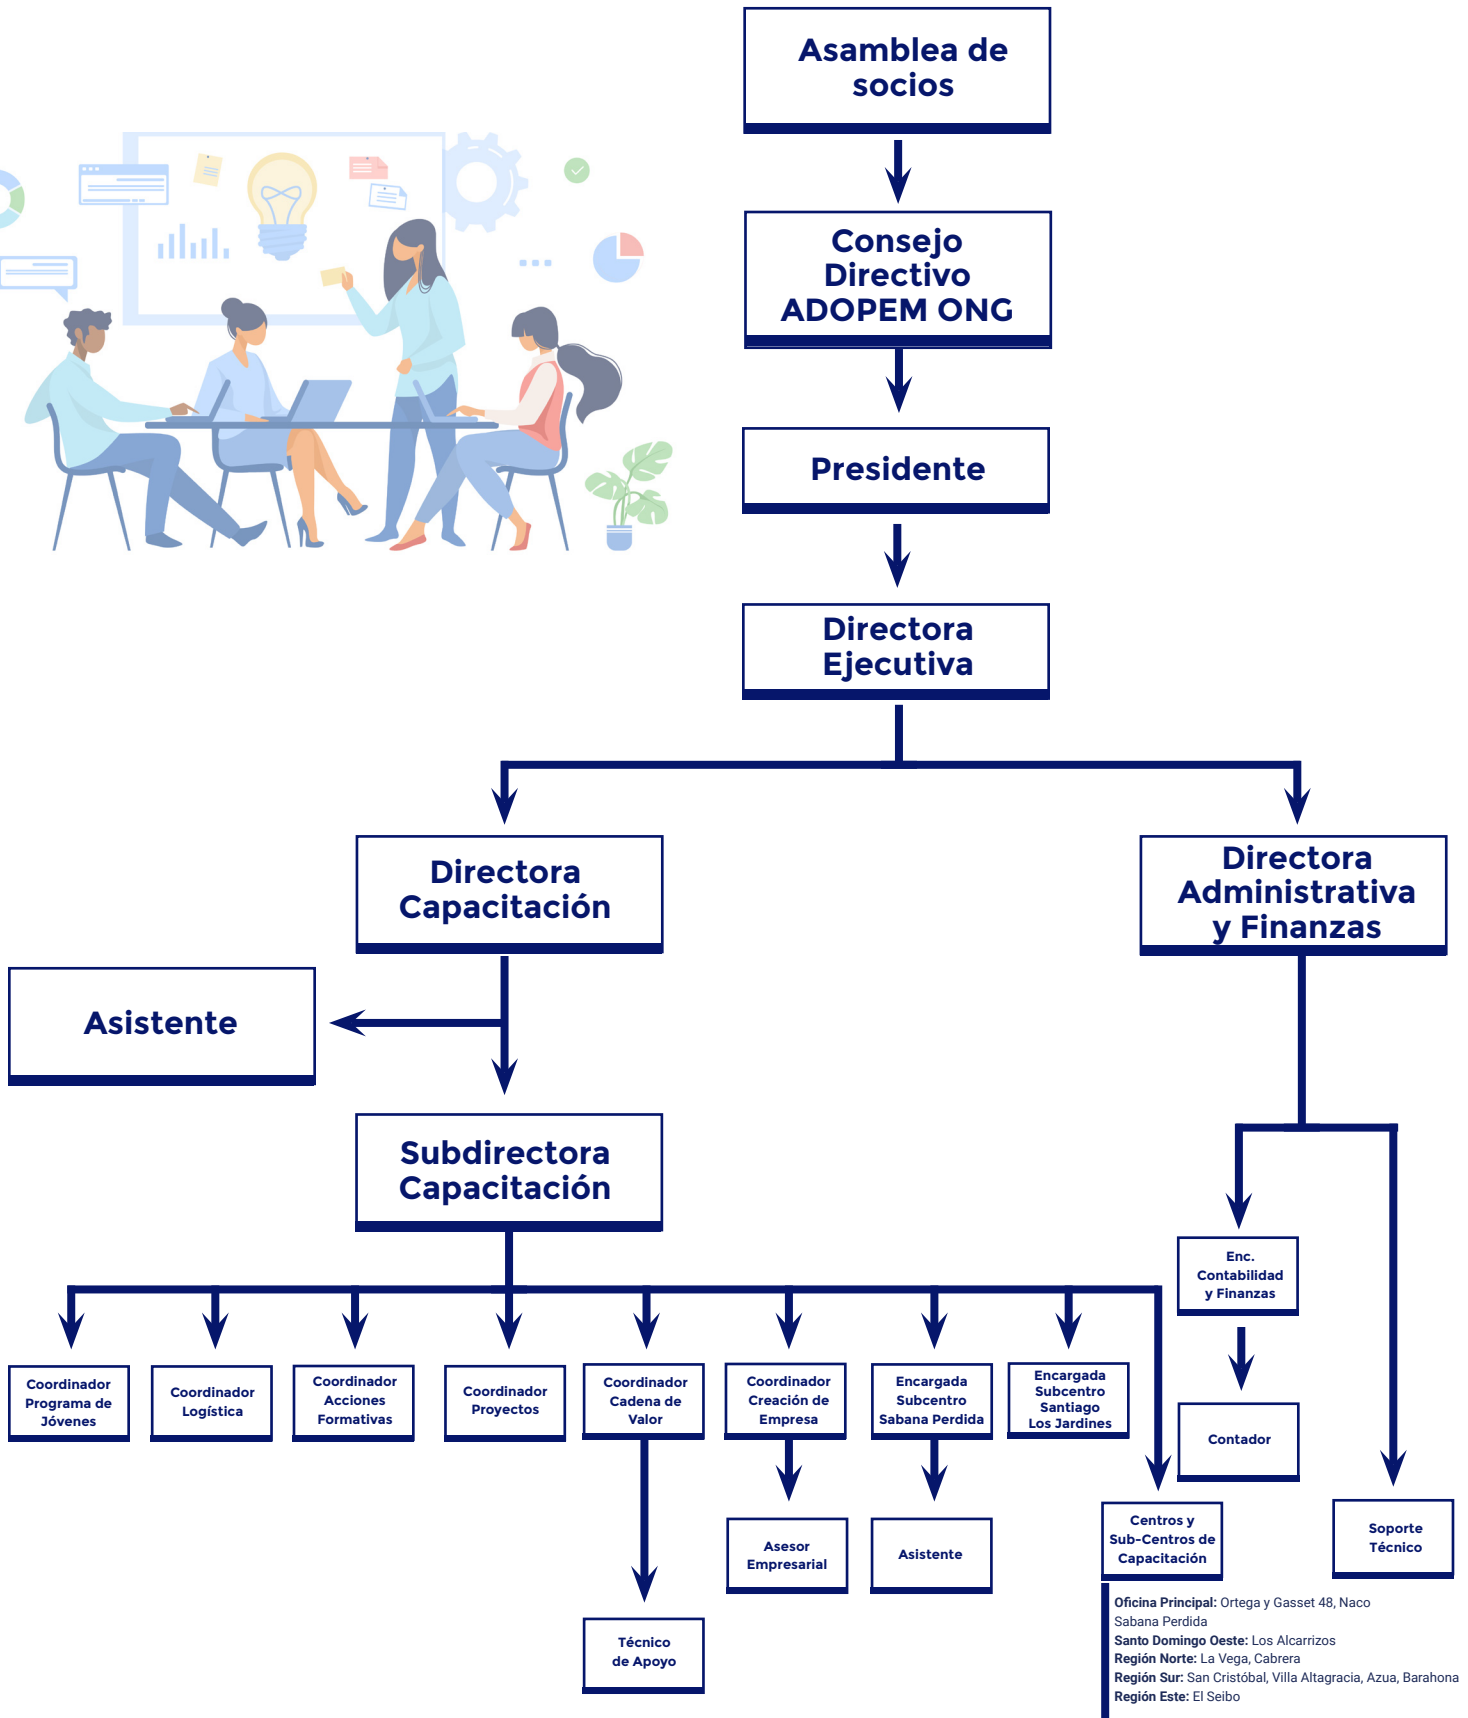 Asamblea de
socios
Consejo
Directivo
ADOPEM ONG
Presidente
Directora
Ejecutiva
Directora
Capacitación
Directora
Administrativa
y Finanzas
Asistente
Subdirectora
Capacitación
Enc.
Contabilidad
y Finanzas
Coordinador
Programa de
Jóvenes
Coordinador
Logística
Coordinador
Acciones
Formativas
Coordinador
Proyectos
Coordinador
Cadena de
Valor
Coordinador
Creación de
Empresa
Encargada
Subcentro
Sabana Perdida
Encargada
Subcentro
Santiago
Los Jardines
Contador
Asesor
Empresarial
Asistente
Centros y
Sub-Centros de
Capacitación
Soporte
Técnico
Técnico
de Apoyo
Oficina Principal: Ortega y Gasset 48, Naco
Sabana Perdida
Santo Domingo Oeste: Los Alcarrizos
Región Norte: La Vega, Cabrera
Región Sur: San Cristóbal, Villa Altagracia, Azua, Barahona
Región Este: El Seibo